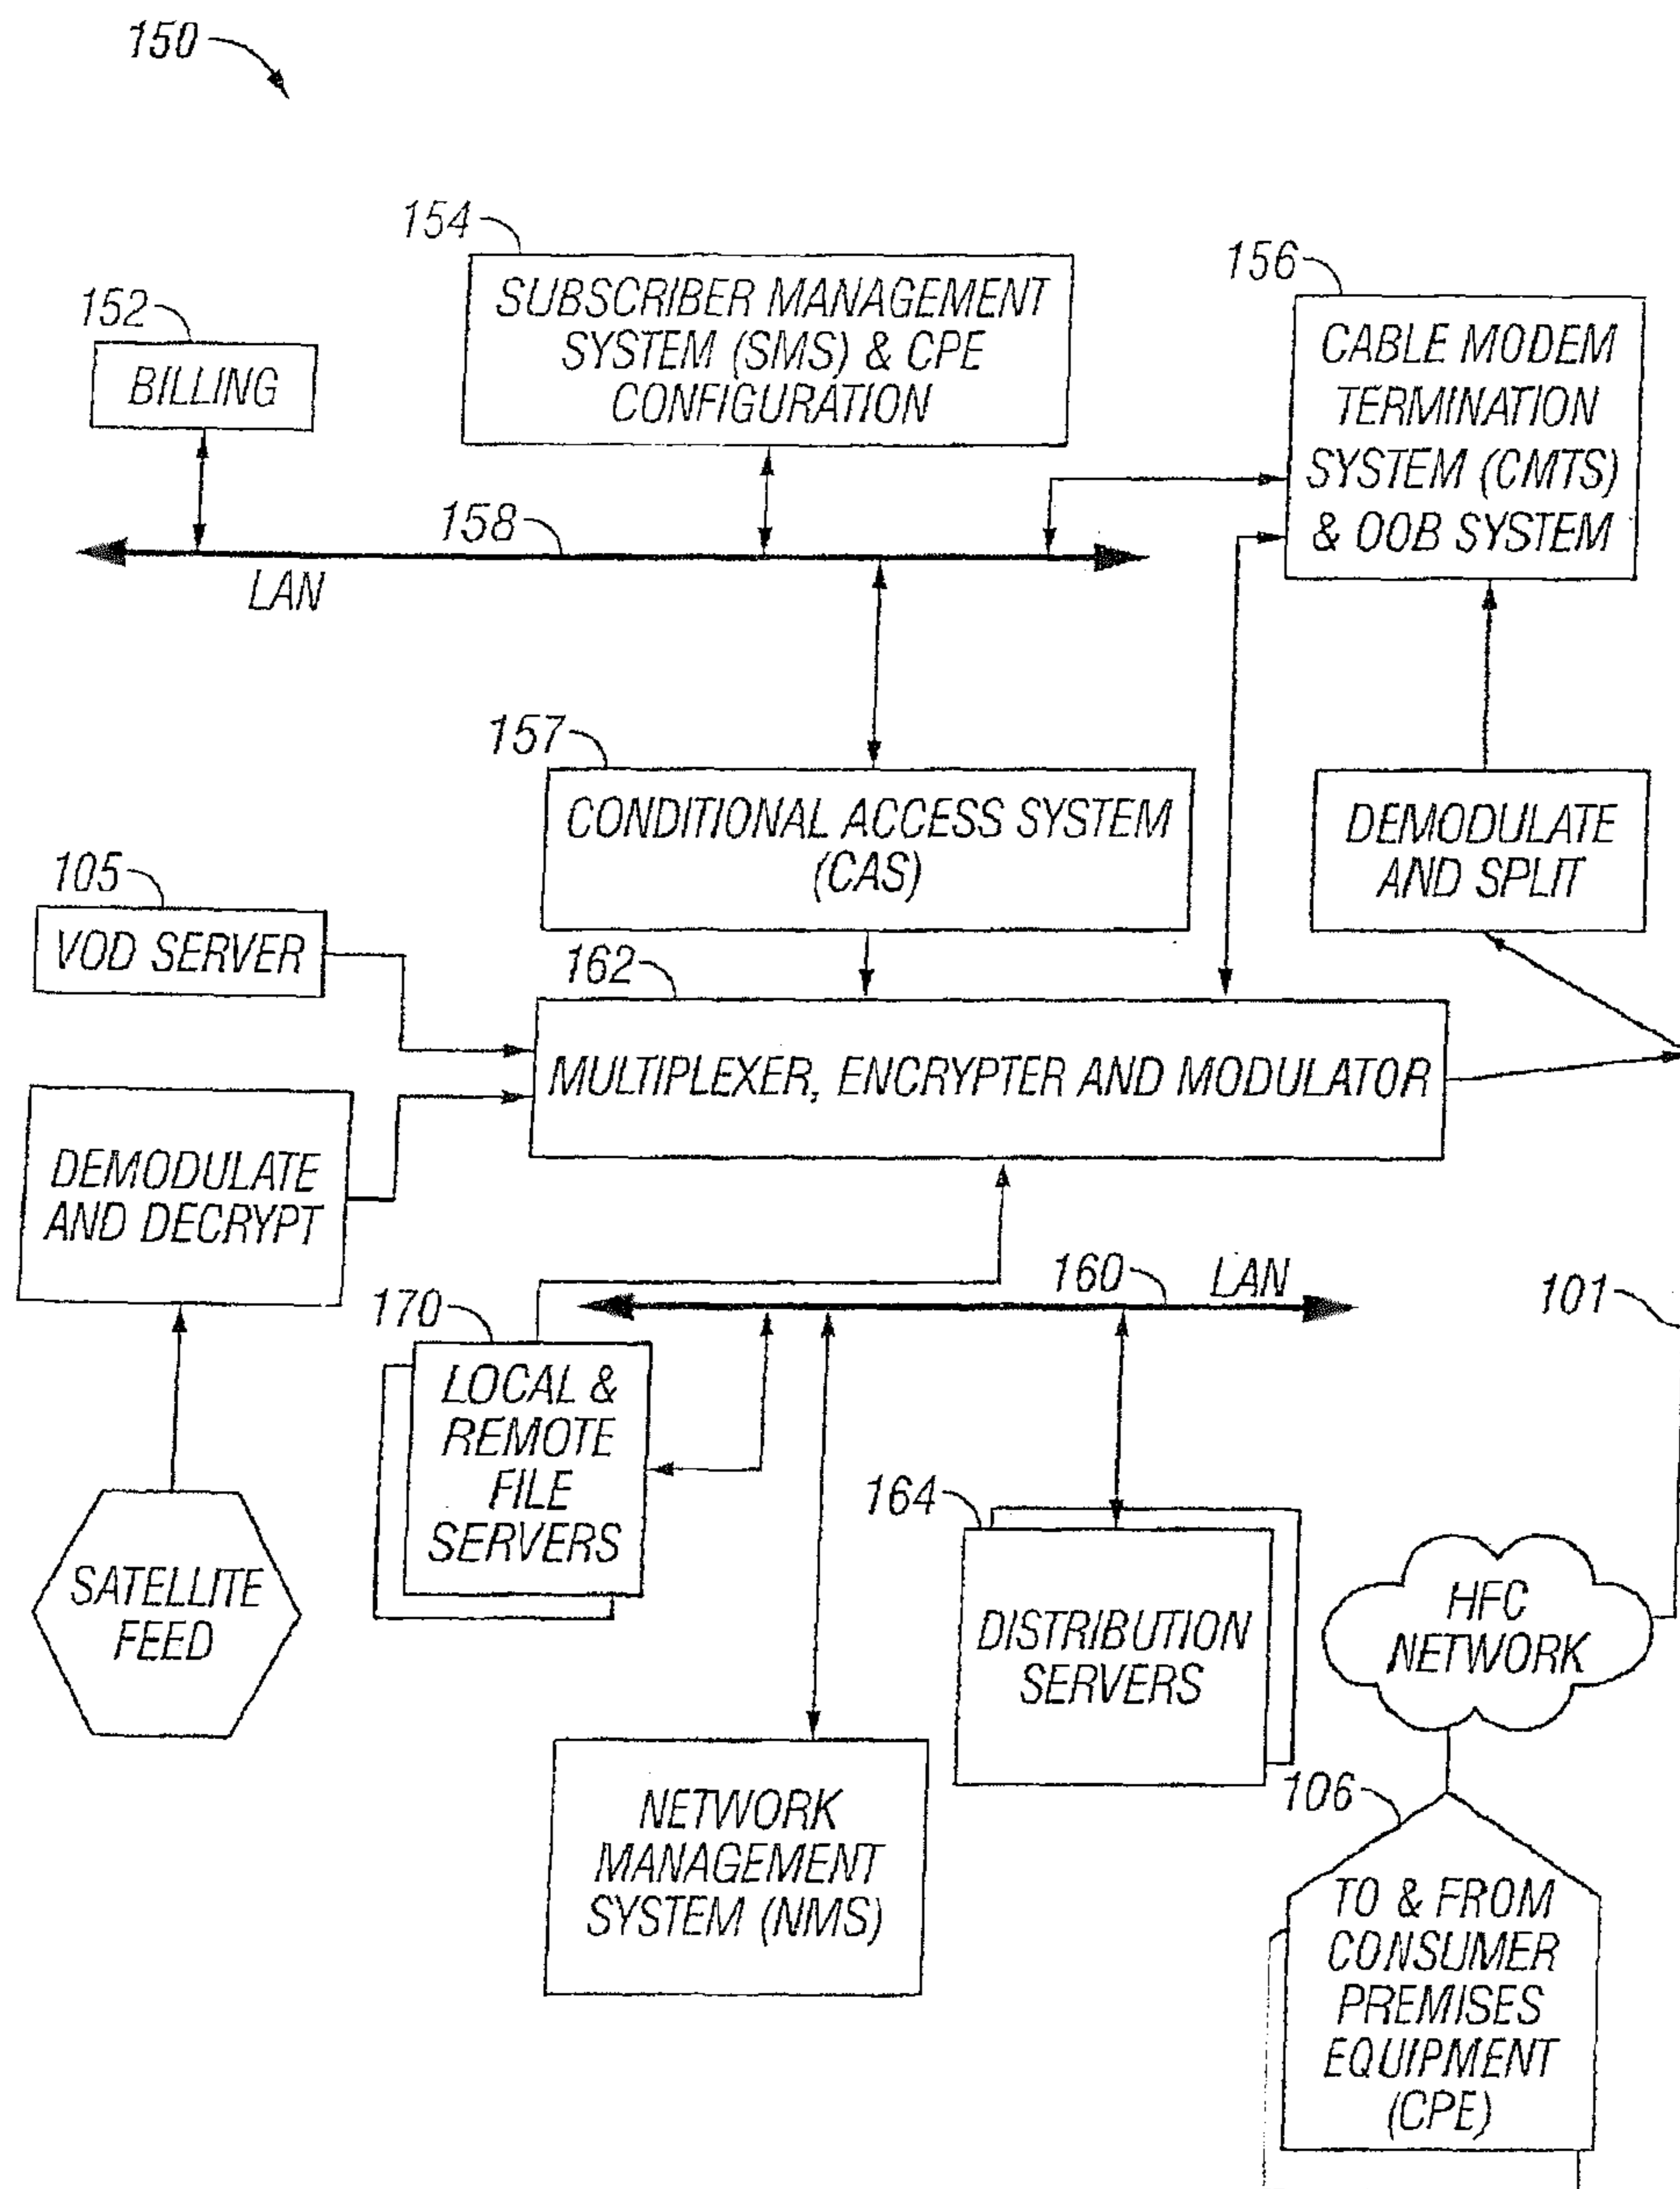 150
154
SUBSCRIBER MANAGEMENT
SYSTEM (SMS) & CPE
CONFIGURATION
156
CABLE MODEM
TERMINATION
SYSTEM (CMTS)
& OOB SYSTEM
152
BILLING
158
LAN
157
CONDITIONAL ACCESS SYSTEM
(CAS)
DEMODULATE
AND SPLIT
105
VOD SERVER
162
MULTIPLEXER, ENCRYPTER AND MODULATOR
DEMODULATE
AND DECRYPT
160
LAN
101
170
LOCAL &
REMOTE
FILE
SERVERS
164
DISTRIBUTION
SERVERS
SATELLITE
FEED
HFC
NETWORK
NETWORK
MANAGEMENT
SYSTEM (NMS)
106
TO & FROM
CONSUMER
PREMISES
EQUIPMENT
(CPE)